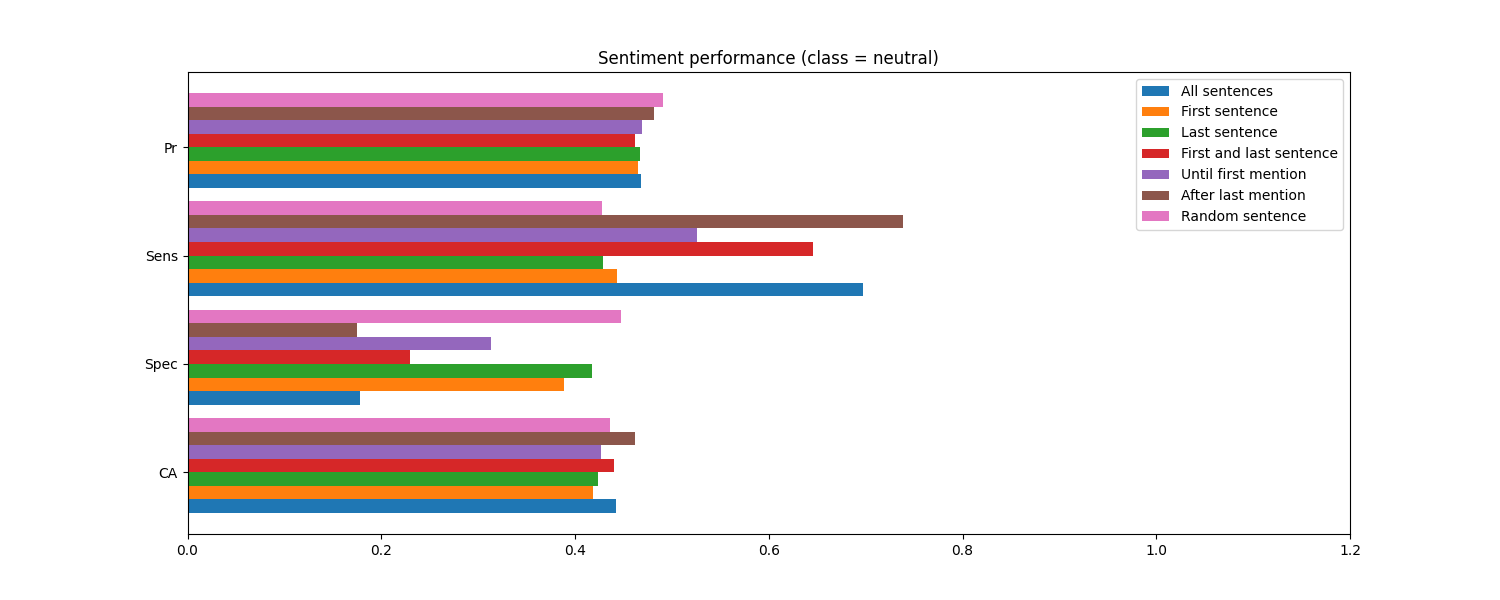 Sentiment performance (class = neutral)
All sentences
First sentence
Last sentence
First and last sentence
Until first mention
After last mention
Random sentence
Pr
Sens
Spec
CA
0.0 0.2 0.4 0.6 0.8 1.0 1.2